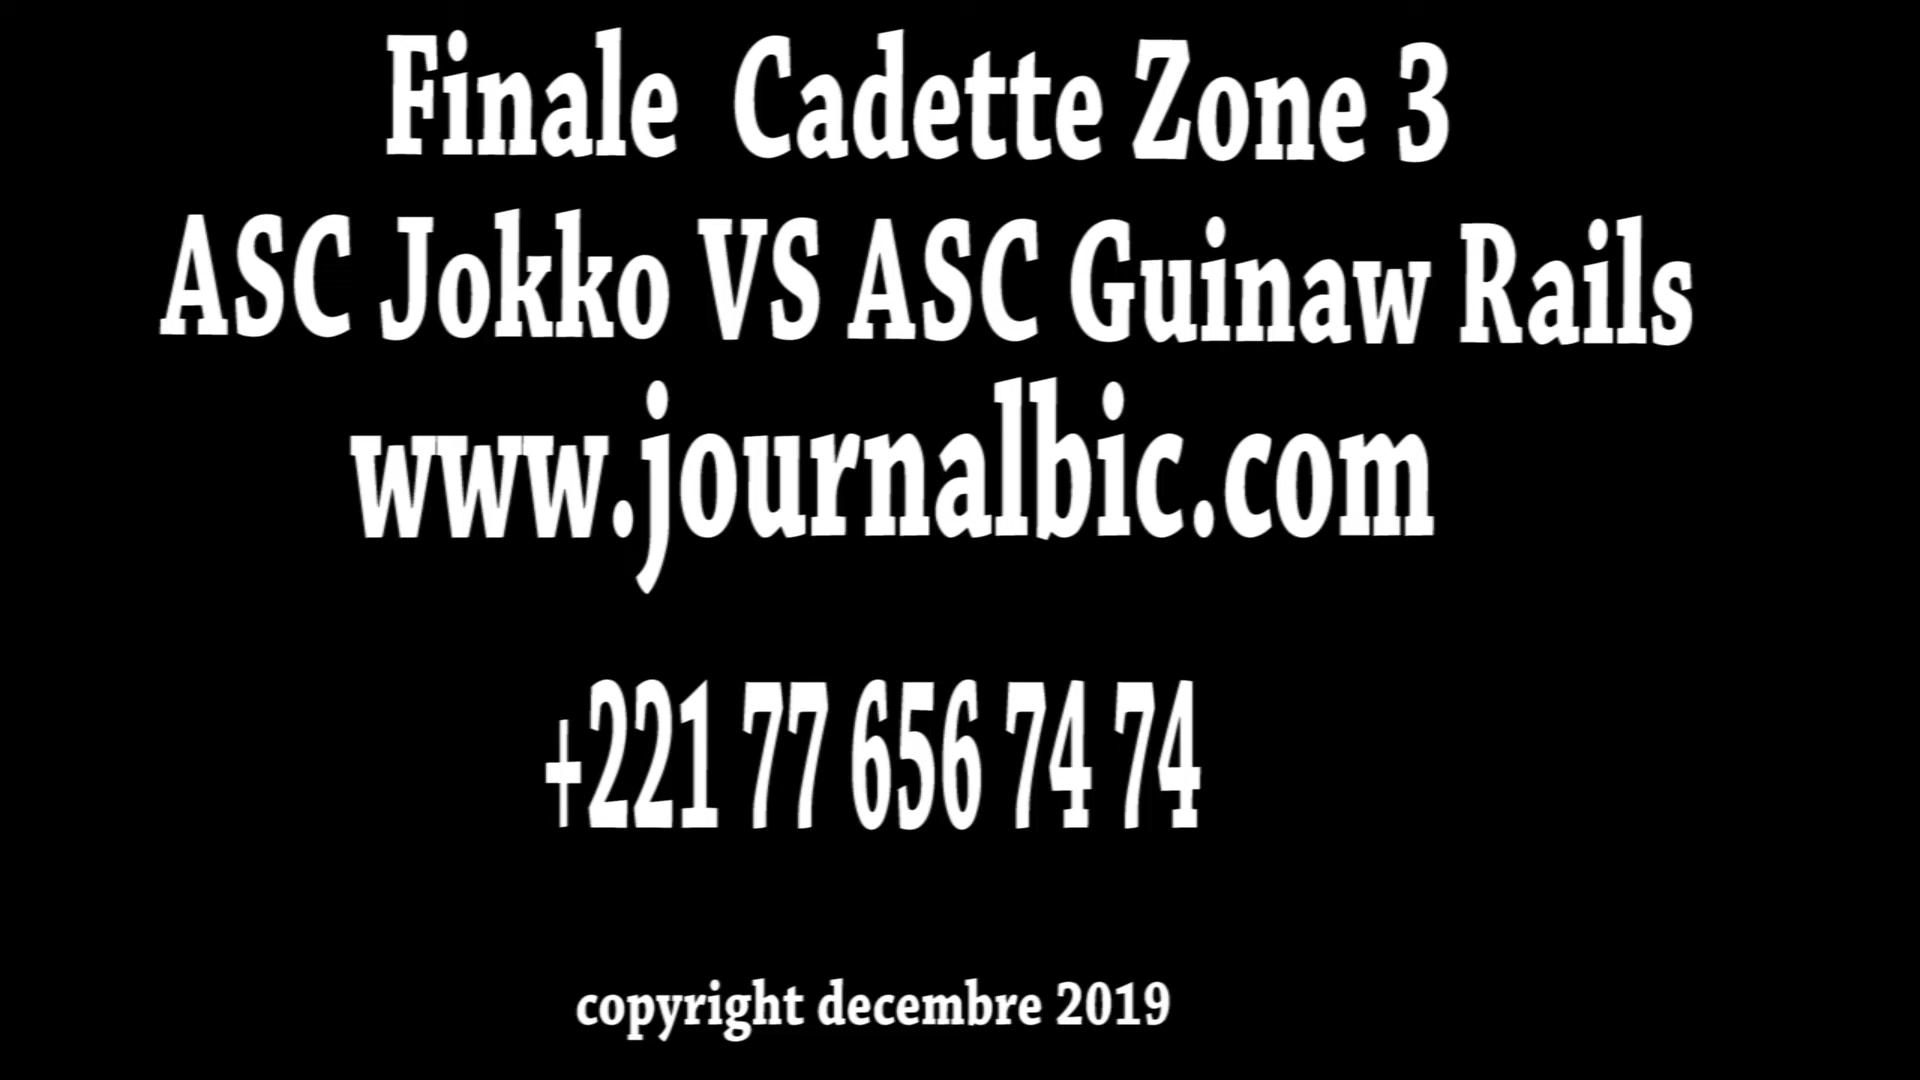 Finale Cadette Zone 3
ASC Jokko VS ASC Guinaw Rails
www.journalbic.com
+221 77 656 74 74
copyright decembre 2019